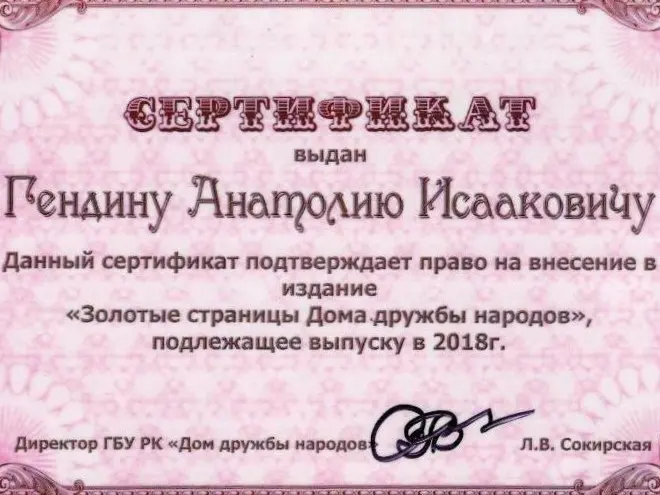 СЕРТИФИКАТ
выдан
Гендину Анатолию Исааковичу
Данный сертификат подтверждает право на внесение в
издание
«Золотые страницы Дома дружбы народов»,
подлежащее выпуску в 2018г.
Директор ГБУ РК «Дом дружбы народов» Л.В. Сокирская